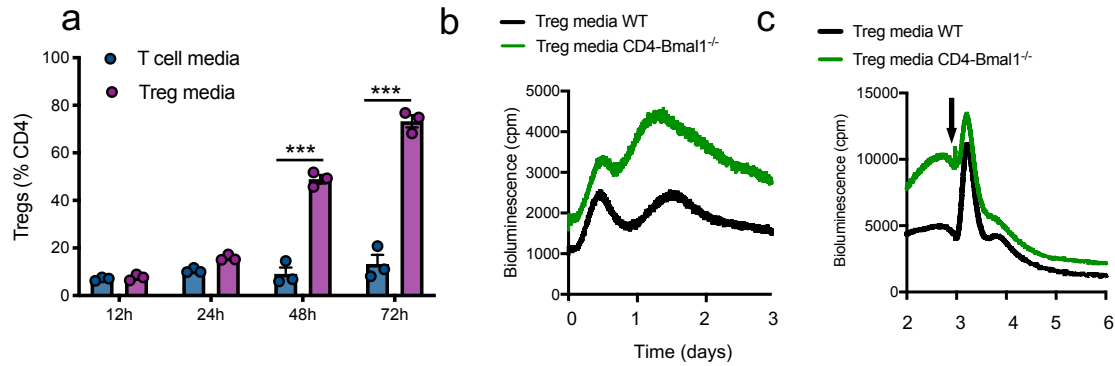 a
T cell media
Treg media
Tregs (% CD4)
100
80
60
40
20
0
***
***
12h
24h
48h
72h
b
Treg media WT
Treg media CD4-Bmal1-/-
Bioluminescence (cpm)
5000
4000
3000
2000
1000
0
0 1 2 3
Time (days)
c
Treg media WT
Treg media CD4-Bmal1-/-
Bioluminescence (cpm)
15000
10000
5000
0
2 3 4 5 6